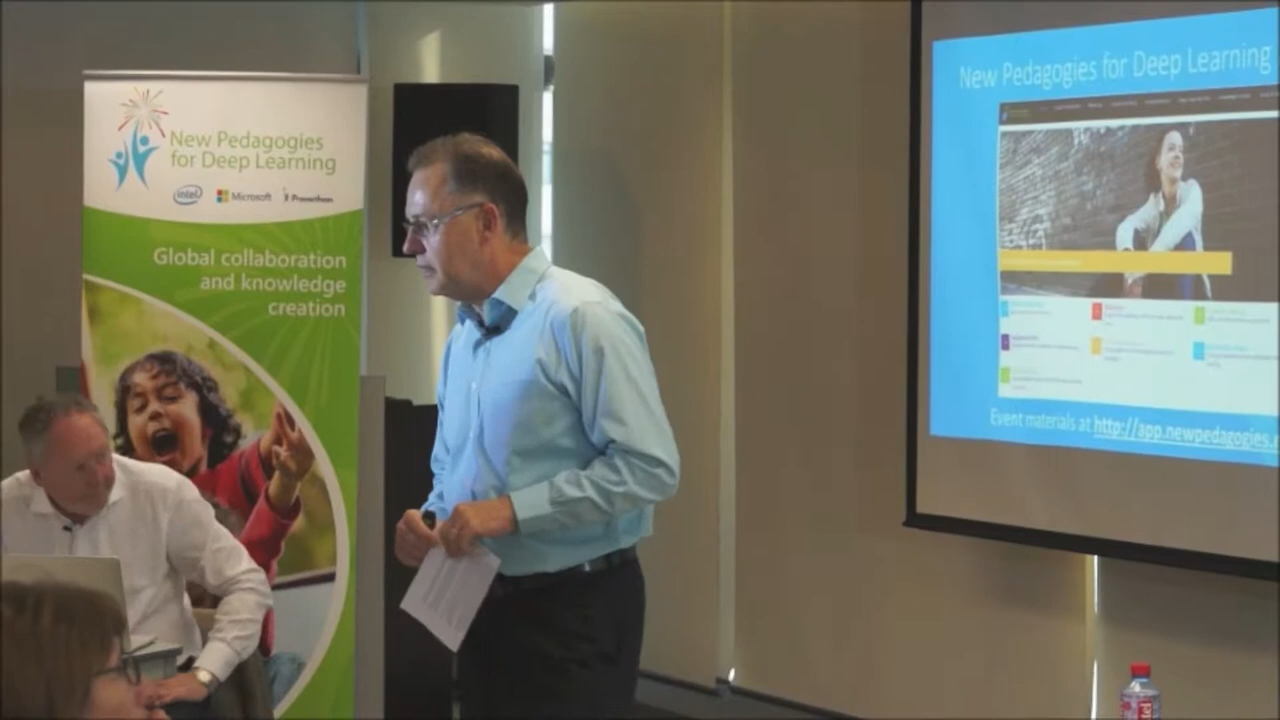 New Pedagogies
for Deep Learning
intel
Microsoft
Promethean
Global collaboration
and knowledge
creation
New Pedagogies for Deep Learning
Event materials at http://app.newpedagogies.